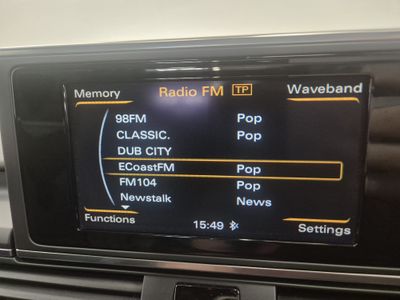 Memory Radio FM TP Waveband
98FM Pop
CLASSIC. Pop
DUB CITY
ECoastFM Pop
FM104 Pop
Newstalk News
Functions 15:49 Settings